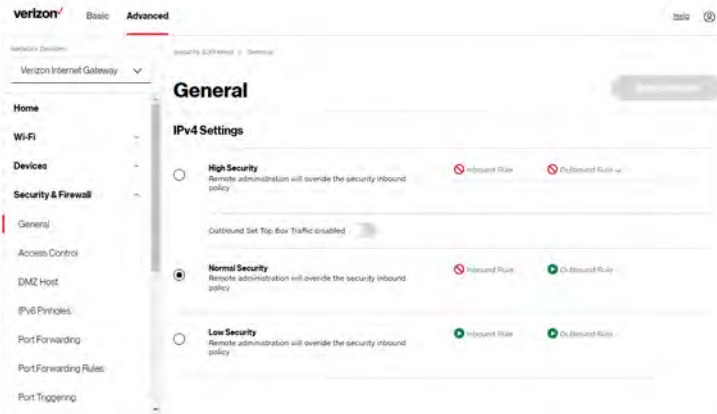 verizon
Basic
Advanced
Help
Network Devices
Verizon Internet Gateway
Security & Firewall > General
General
Home
Wi-Fi
Devices
Security & Firewall
General
Access Control
DMZ Host
IPv6 Pinholes
Port Forwarding
Port Forwarding Rules
Port Triggering
IPv4 Settings
High Security
Remote administration will override the security inbound
policy
Inbound Rule
Outbound Rule
Outbound Set Top Box Traffic disabled
Normal Security
Remote administration will override the security inbound
policy
Inbound Rule
Outbound Rule
Low Security
Remote administration will override the security inbound
policy
Inbound Rule
Outbound Rule